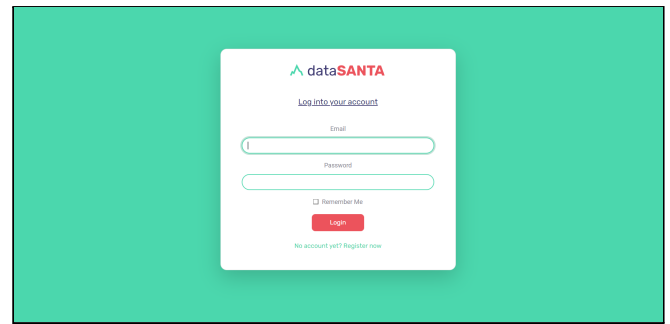 dataSANTA
Log into your account
Email
Password
Remember Me
Login
No account yet? Register now